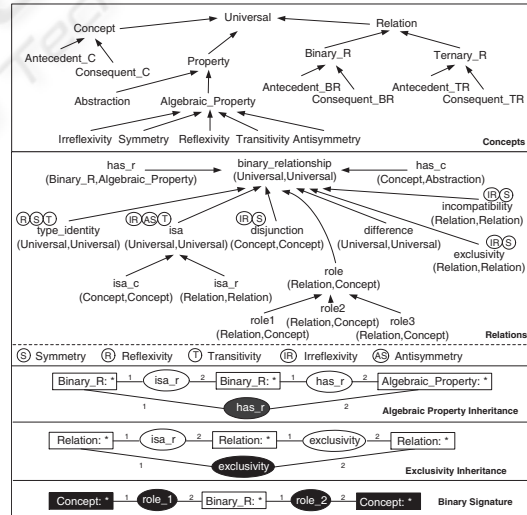 Universal
Concept
Relation
Antecedent_C
Consequent_C
Property
Binary_R
Ternary_R
Abstraction
Algebraic_Property
Antecedent_BR
Consequent_BR
Antecedent_TR
Consequent_TR
Irreflexivity Symmetry Reflexivity Transitivity Antisymmetry
Concepts
has_r
(Binary_R,Algebraic_Property)
binary_relationship
(Universal,Universal)
has_c
(Concept,Abstraction)
R S T
type_identity
(Universal,Universal)
IR AS T
isa
(Universal,Universal)
IR S
disjunction
(Concept,Concept)
difference
(Universal,Universal)
IR S
incompatibility
(Relation,Relation)
IR S
exclusivity
(Relation,Relation)
isa_c
(Concept,Concept)
isa_r
(Relation,Relation)
role
(Relation,Concept)
role1
(Relation,Concept)
role2
(Relation,Concept)
role3
(Relation,Concept)
Relations
S Symmetry R Reflexivity T Transitivity IR Irreflexivity AS Antisymmetry
Binary_R: * 1 isa_r 2 Binary_R: * 1 has_r 2 Algebraic_Property: *
1 has_r 2
Algebraic Property Inheritance
Relation: * 1 isa_r 2 Relation: * 1 exclusivity 2 Relation: *
1 exclusivity 2
Exclusivity Inheritance
Concept: * 1 role_1 2 Binary_R: * 1 role_2 2 Concept: * Binary Signature